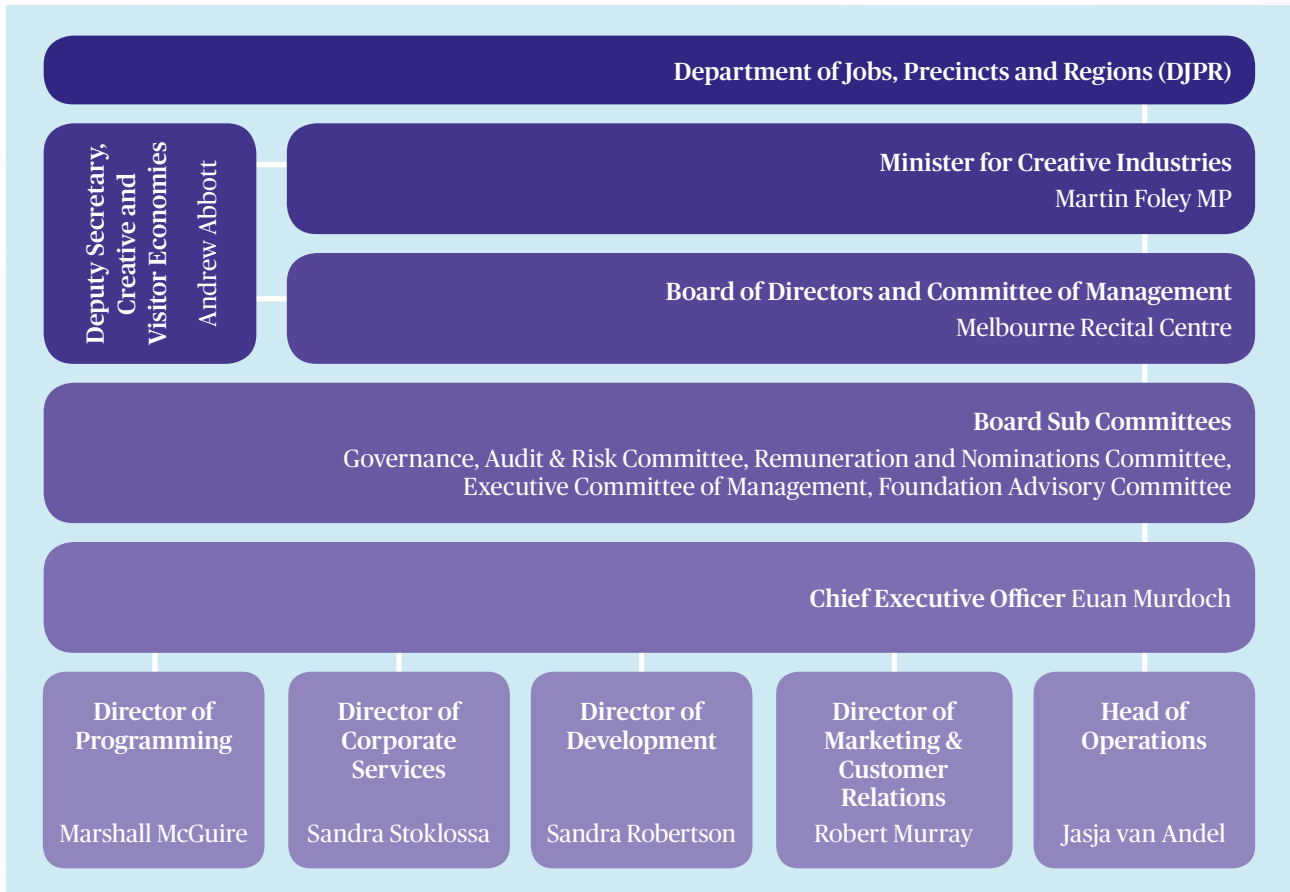 Department of Jobs, Precincts and Regions (DJPR)
Deputy Secretary,
Creative and
Visitor Economies
Andrew Abbott
Minister for Creative Industries
Martin Foley MP
Board of Directors and Committee of Management
Melbourne Recital Centre
Board Sub Committees
Governance, Audit & Risk Committee, Remuneration and Nominations Committee,
Executive Committee of Management, Foundation Advisory Committee
Chief Executive Officer Euan Murdoch
Director of
Programming
Marshall McGuire
Director of
Corporate
Services
Sandra Stoklossa
Director of
Development
Sandra Robertson
Director of
Marketing &
Customer
Relations
Robert Murray
Head of
Operations
Jasja van Andel